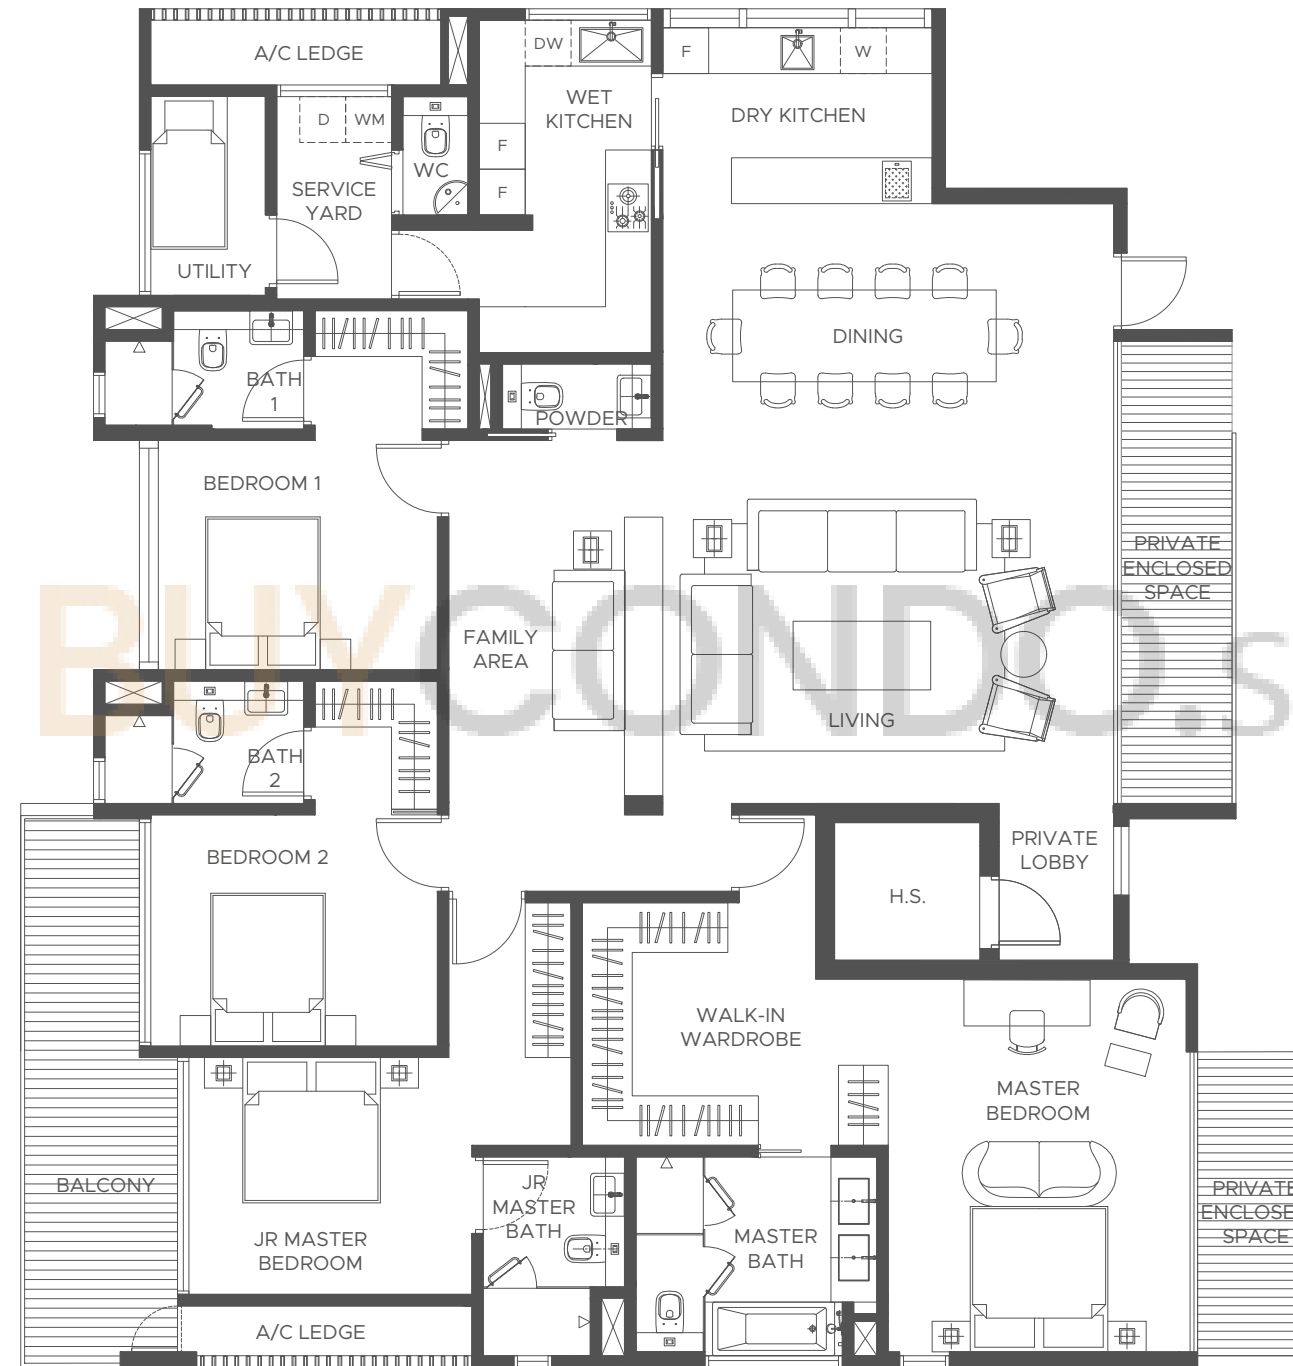 A/C LEDGE
DW
F
W
WET
KITCHEN
DRY KITCHEN
D
WM
F
WC
F
SERVICE
YARD
UTILITY
DINING
BATH
1
POWDER
BEDROOM 1
PRIVATE
ENCLOSED
SPACE
FAMILY
AREA
BUYCONDO.s
LIVING
BATH
2
BEDROOM 2
PRIVATE
LOBBY
H.S.
WALK-IN
WARDROBE
MASTER
BEDROOM
BALCONY
JR
MASTER
BATH
PRIVATE
ENCLOSE
SPACE
JR MASTER
BEDROOM
MASTER
BATH
A/C LEDGE